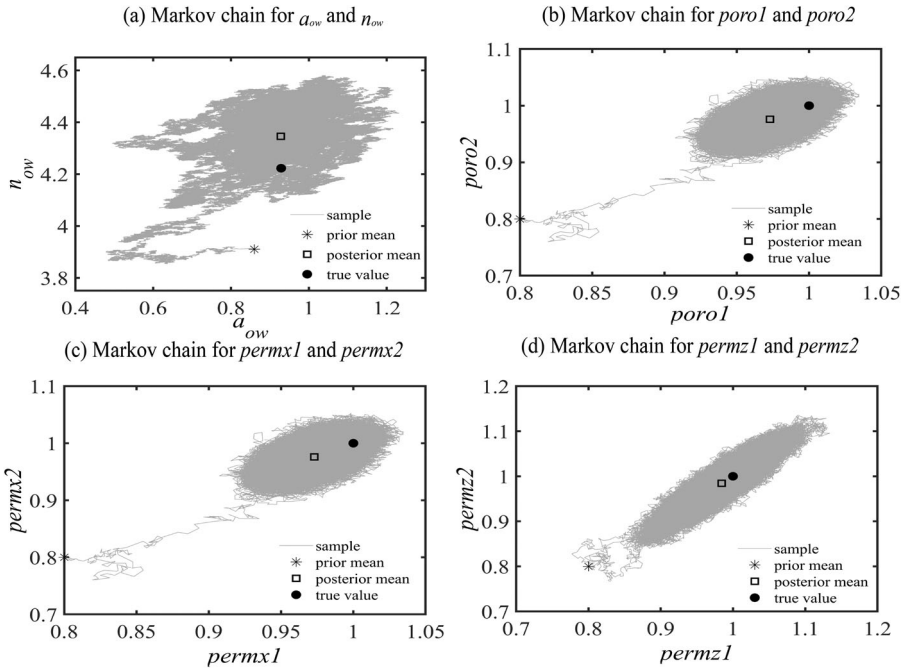 (a) Markov chain for a_ow and n_ow
4.6
4.4
4.2
4
3.8
n_ow
sample
prior mean
posterior mean
true value
0.4 0.6 0.8 1 1.2
a_ow
(b) Markov chain for poro1 and poro2
1.1
1
0.9
0.8
0.7
poro2
sample
prior mean
posterior mean
true value
0.8 0.85 0.9 0.95 1 1.05
poro1
(c) Markov chain for permx1 and permx2
1.1
1
0.9
0.8
0.7
permx2
sample
prior mean
posterior mean
true value
0.8 0.85 0.9 0.95 1 1.05
permx1
(d) Markov chain for permz1 and permz2
1.2
1.1
1
0.9
0.8
0.7
permz2
sample
prior mean
posterior mean
true value
0.7 0.8 0.9 1 1.1 1.2
permz1